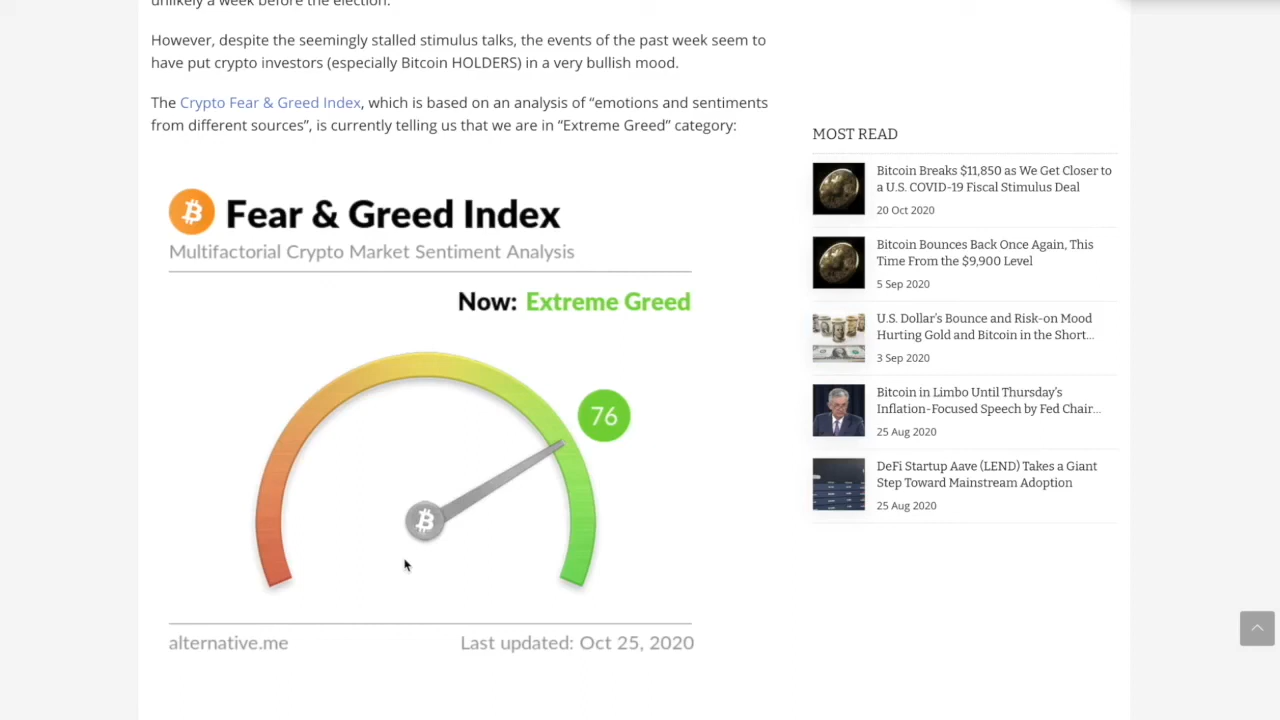 unlikely a week before the election.
However, despite the seemingly stalled stimulus talks, the events of the past week seem to
have put crypto investors (especially Bitcoin HOLDERS) in a very bullish mood.
The Crypto Fear & Greed Index, which is based on an analysis of “emotions and sentiments
from different sources”, is currently telling us that we are in “Extreme Greed” category:
Fear & Greed Index
Multifactorial Crypto Market Sentiment Analysis
Now: Extreme Greed
76
alternative.me
Last updated: Oct 25, 2020
MOST READ
Bitcoin Breaks $11,850 as We Get Closer to
a U.S. COVID-19 Fiscal Stimulus Deal
20 Oct 2020
Bitcoin Bounces Back Once Again, This
Time From the $9,900 Level
5 Sep 2020
U.S. Dollar’s Bounce and Risk-on Mood
Hurting Gold and Bitcoin in the Short...
3 Sep 2020
Bitcoin in Limbo Until Thursday’s
Inflation-Focused Speech by Fed Chair...
25 Aug 2020
DeFi Startup Aave (LEND) Takes a Giant
Step Toward Mainstream Adoption
25 Aug 2020